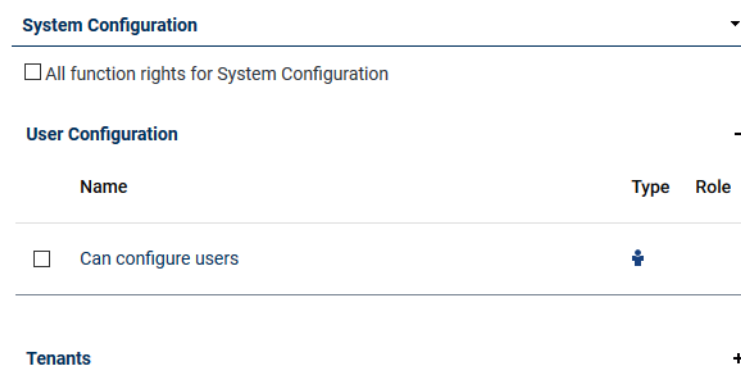 System Configuration
All function rights for System Configuration
User Configuration
Name Type Role
Can configure users
Tenants